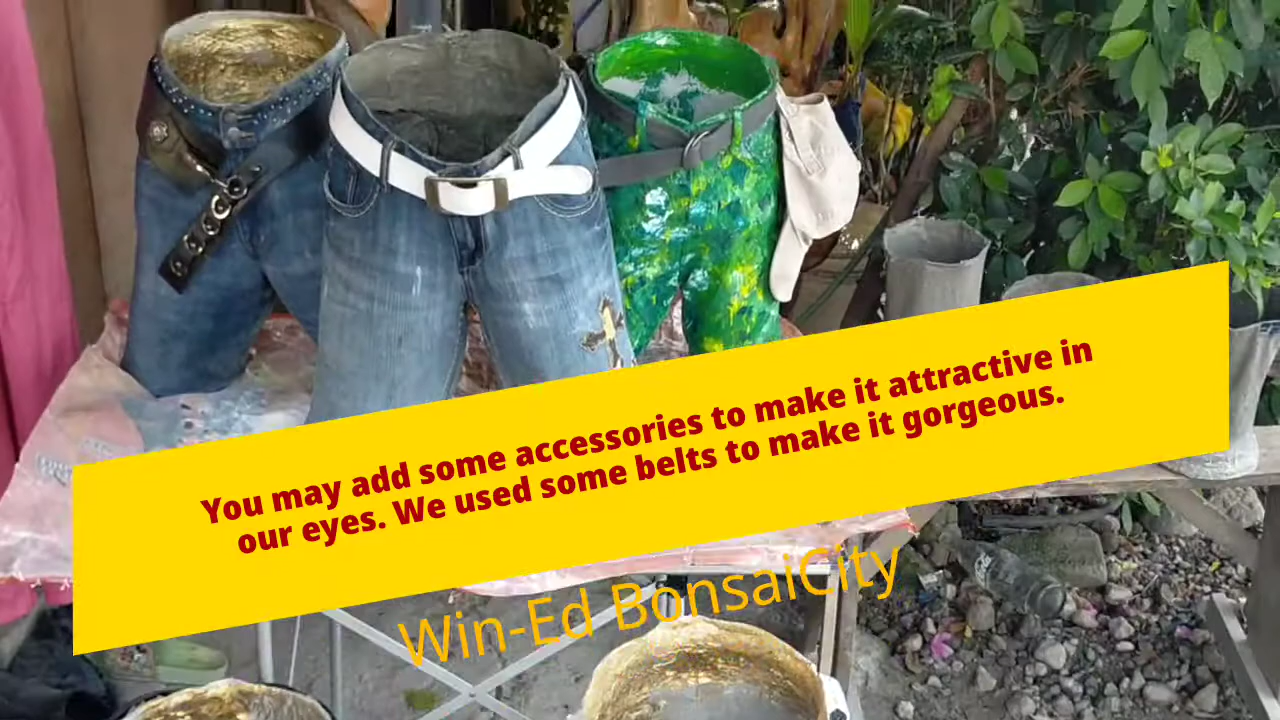 You may add some accessories to make it attractive in
our eyes. We used some belts to make it gorgeous.
Win-Ed BonsaiCity